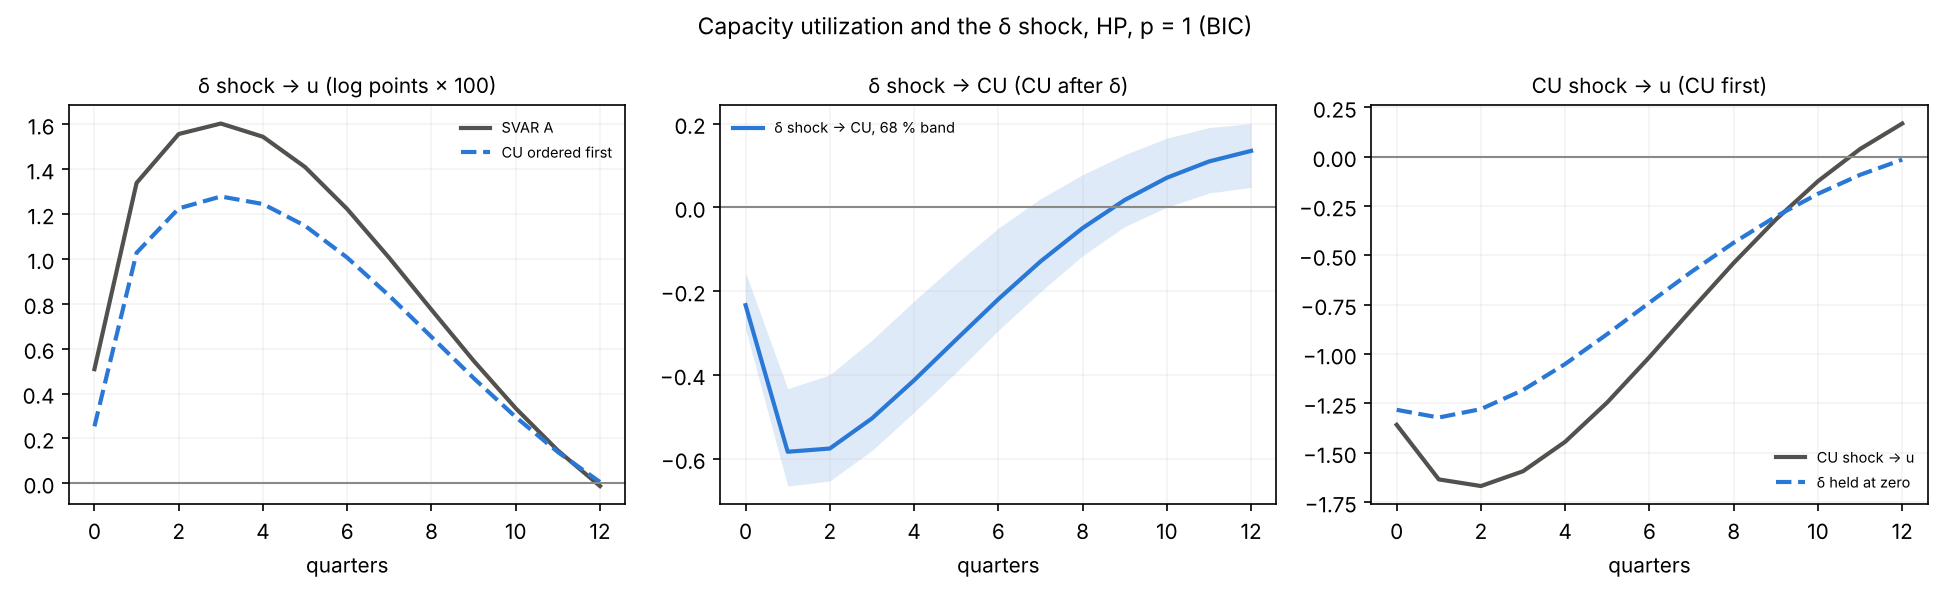 Capacity utilization and the δ shock, HP, p = 1 (BIC)
δ shock → u (log points × 100)
1.6
1.4
1.2
1.0
0.8
0.6
0.4
0.2
0.0
SVAR A
CU ordered first
0 2 4 6 8 10 12
quarters
δ shock → CU (CU after δ)
0.2
0.0
−0.2
−0.4
−0.6
δ shock → CU, 68 % band
0 2 4 6 8 10 12
quarters
CU shock → u (CU first)
0.25
0.00
−0.25
−0.50
−0.75
−1.00
−1.25
−1.50
−1.75
CU shock → u
δ held at zero
0 2 4 6 8 10 12
quarters